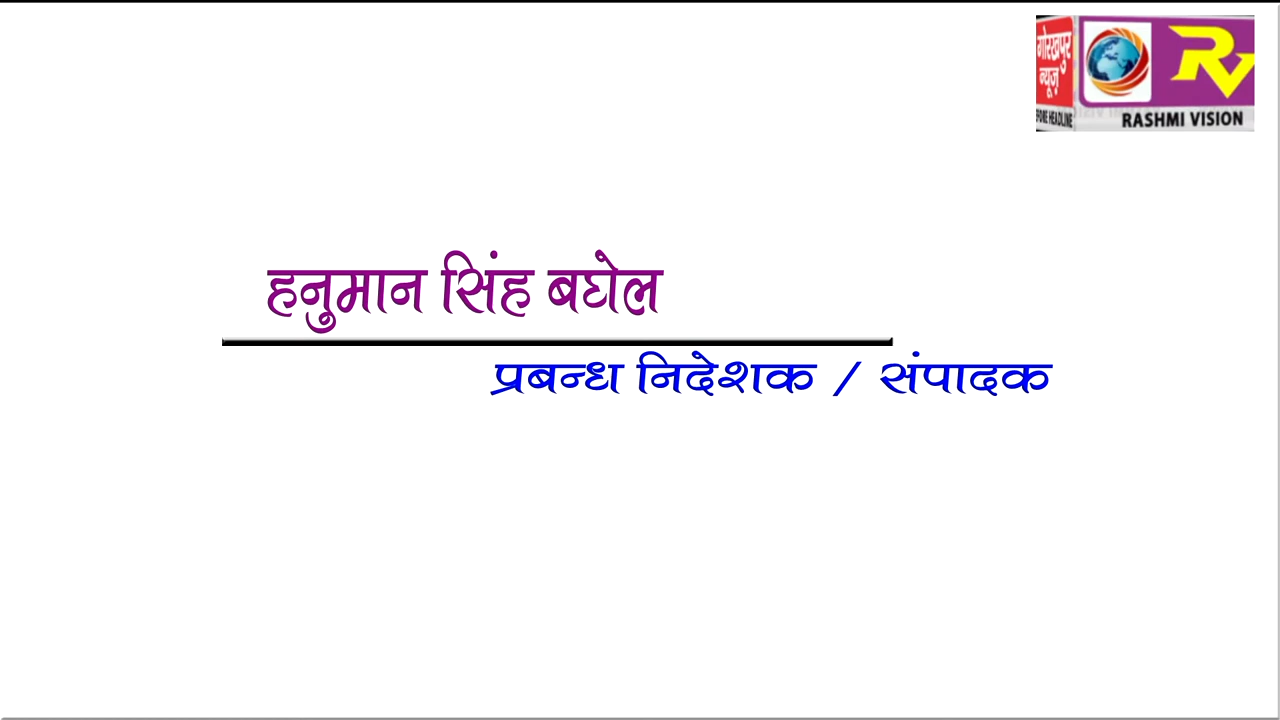 गोरखपुर
न्यूज़
RASHMI VISION
हनुमान सिंह बघेल
प्रबन्ध निदेशक / संपादक